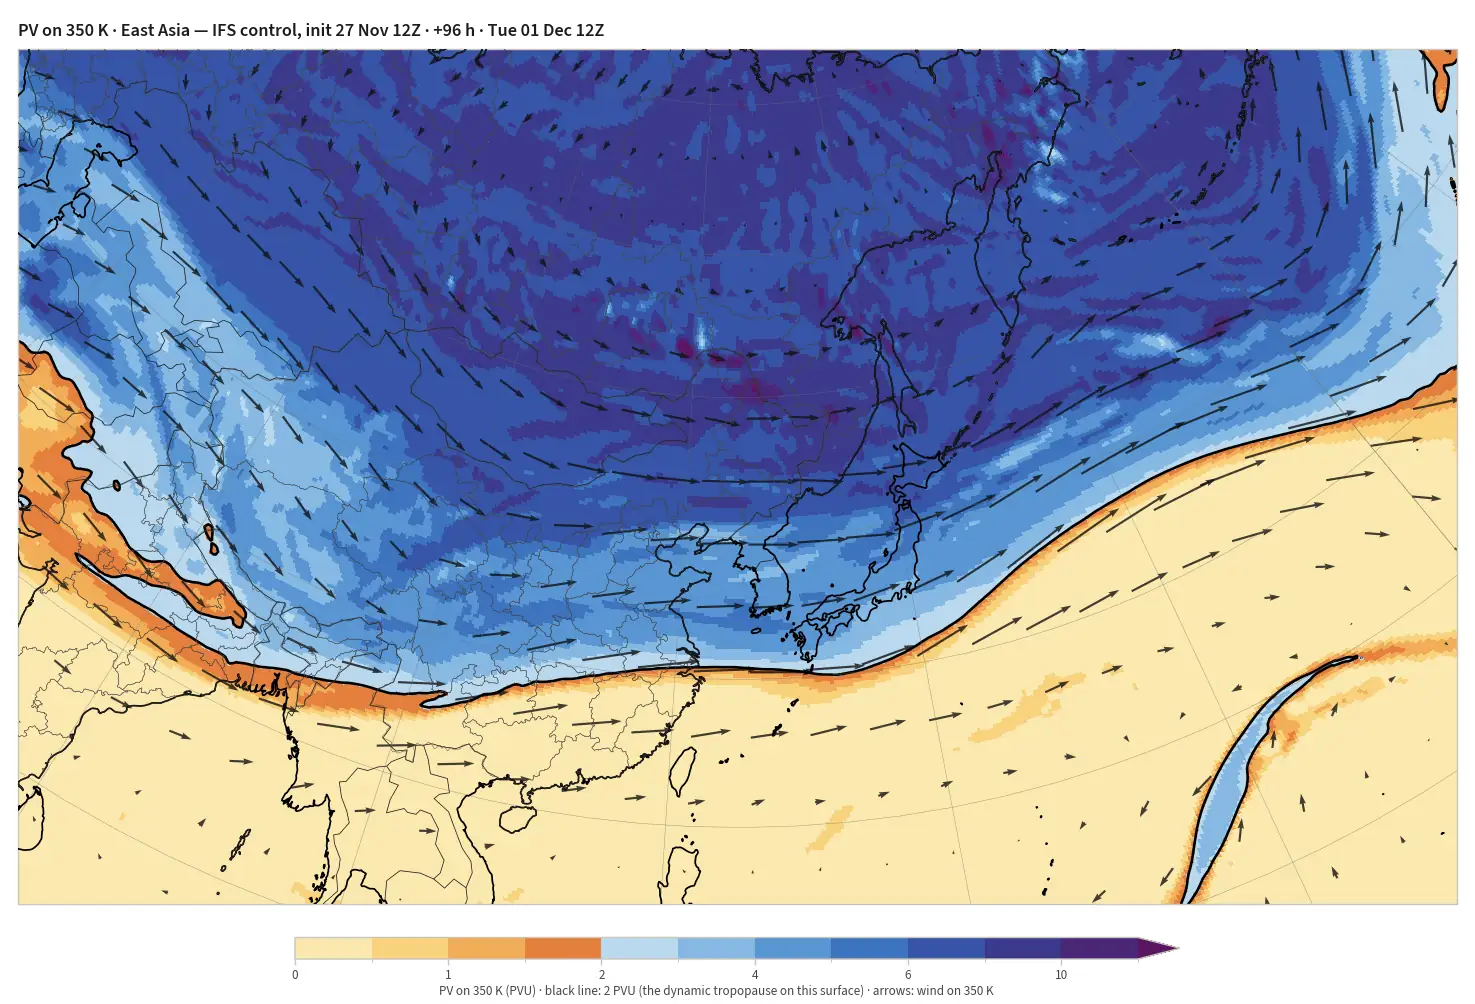 PV on 350 K · East Asia — IFS control, init 27 Nov 12Z · +96 h · Tue 01 Dec 12Z
0 1 2 4 6 10
PV on 350 K (PVU) · black line: 2 PVU (the dynamic tropopause on this surface) · arrows: wind on 350 K